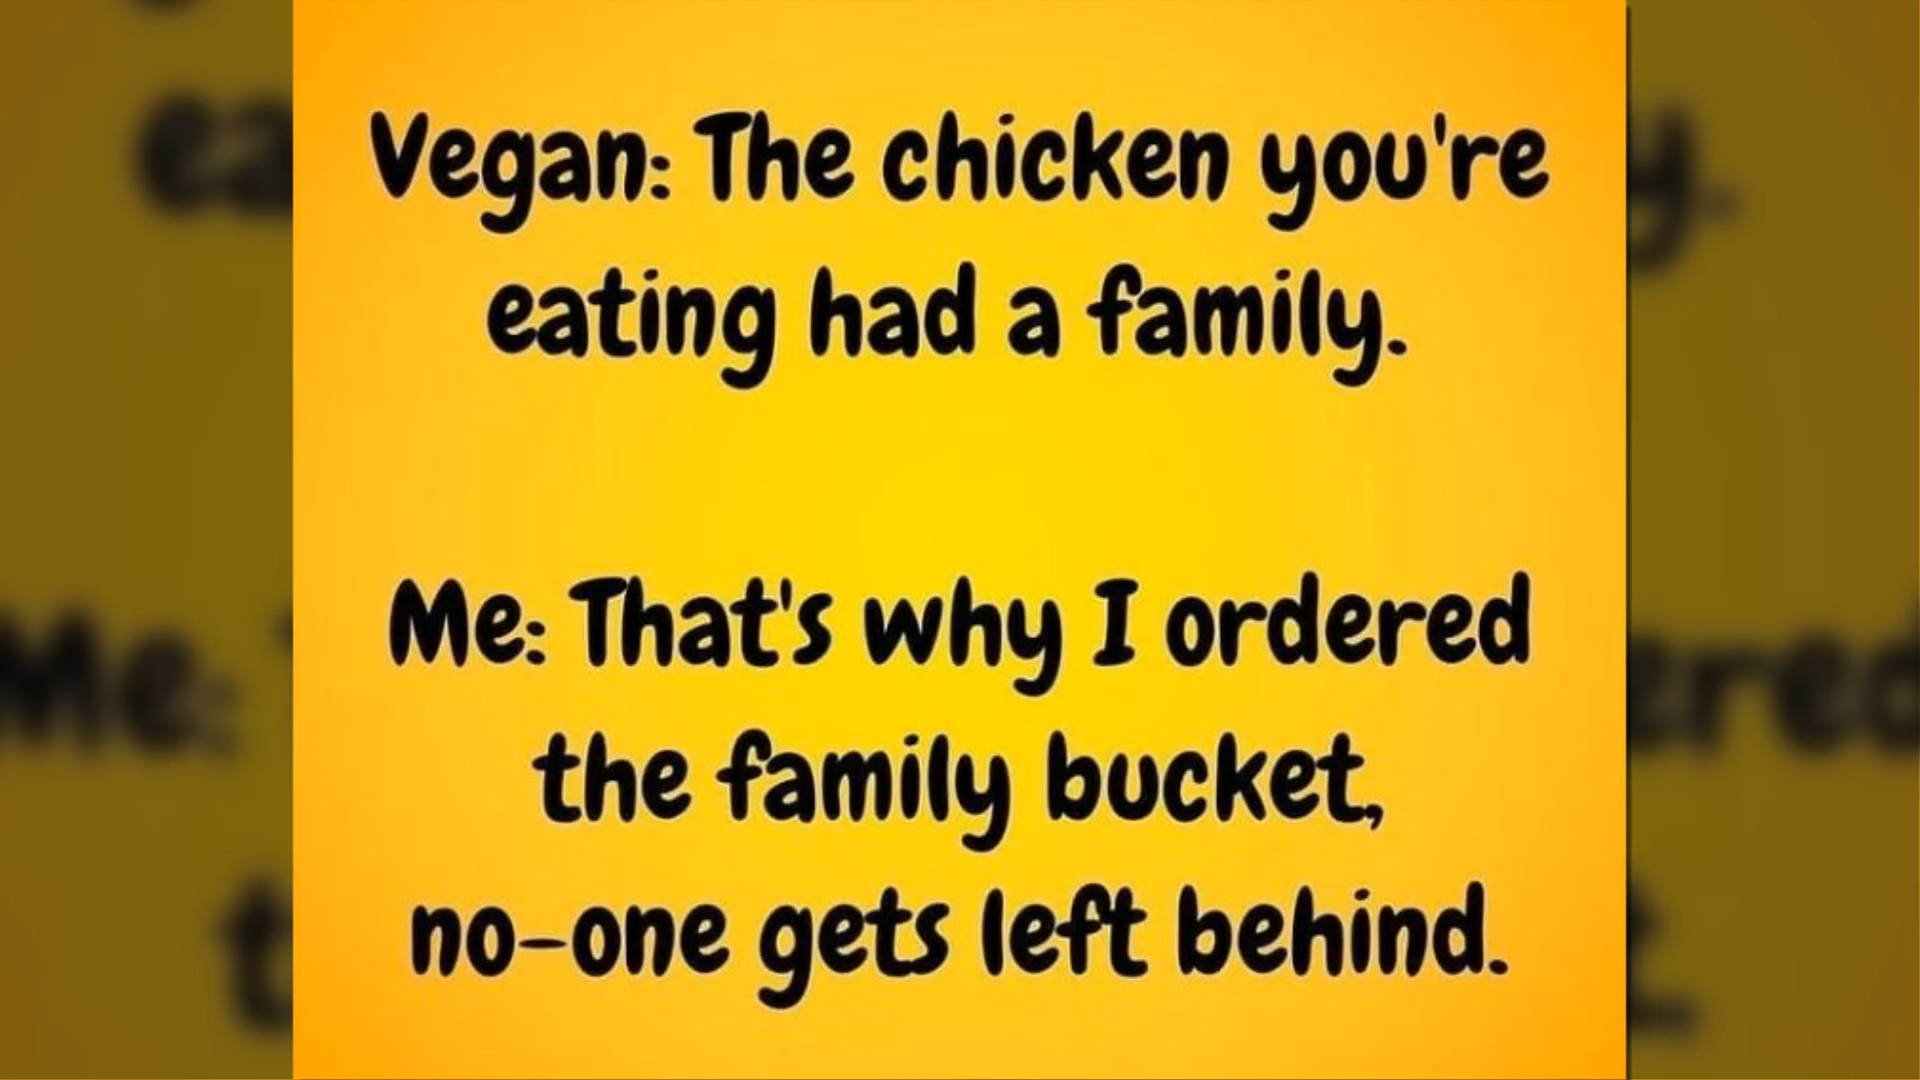 Vegan: The chicken you're
eating had a family.
Me: That's why I ordered
the family bucket,
no-one gets left behind.